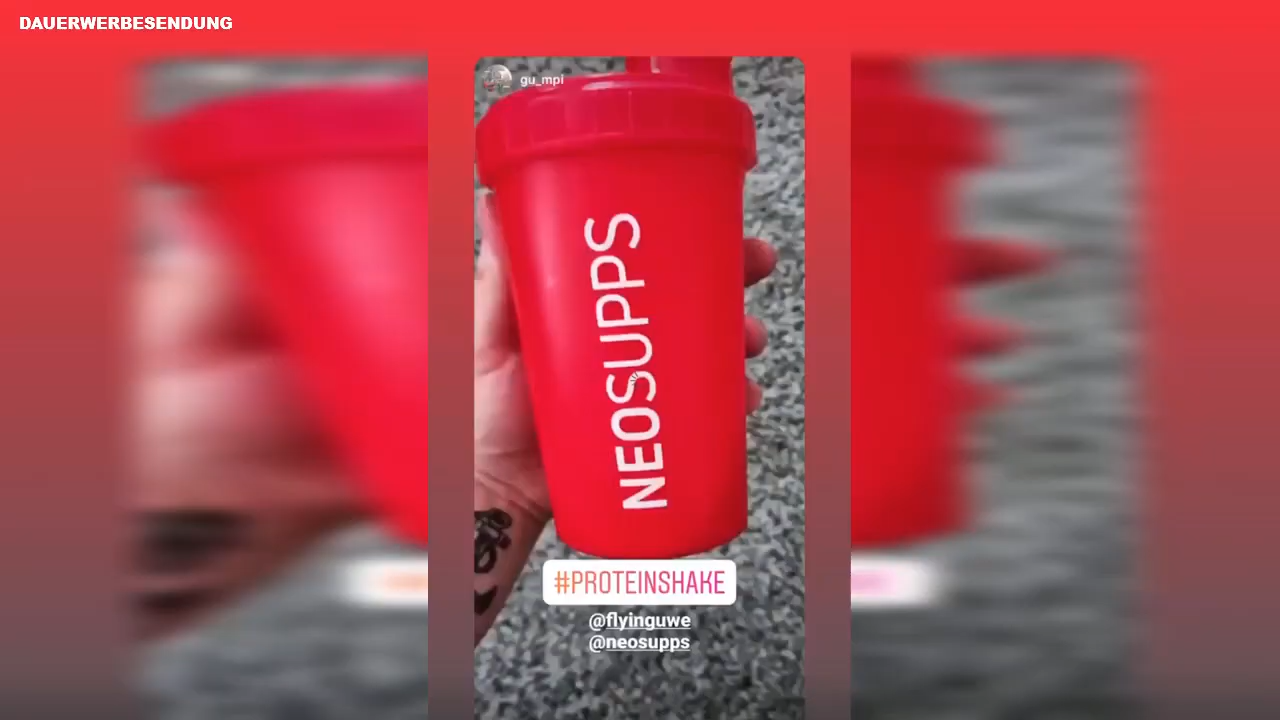 DAUERWERBESENDUNG
gu_mpi
NEOSUPPS
#PROTEINSHAKE
@flyinguwe
@neosupps